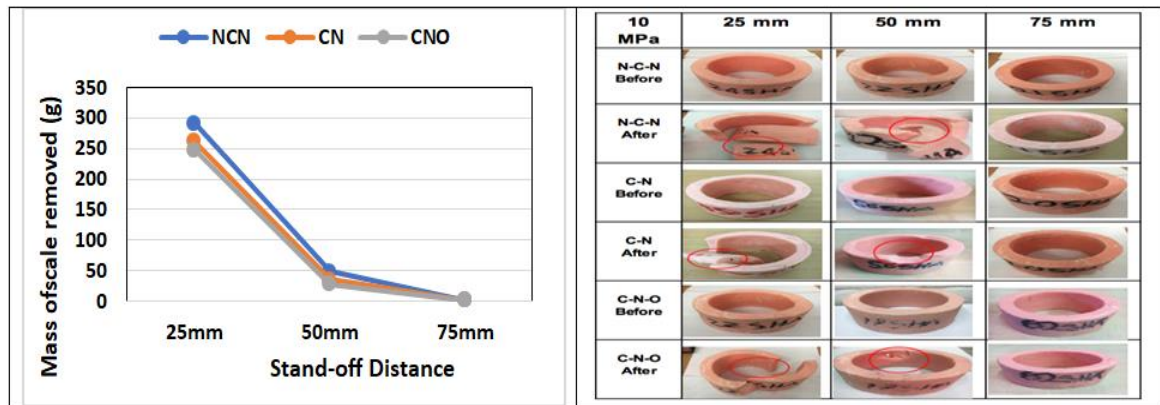 NCN CN CNO
350
300
250
200
150
100
50
0
Mass ofscale removed (g)
25mm 50mm 75mm
Stand-off Distance
10 MPa 25 mm 50 mm 75 mm
N-C-N Before
N-C-N After
C-N Before
C-N After
C-N-O Before
C-N-O After